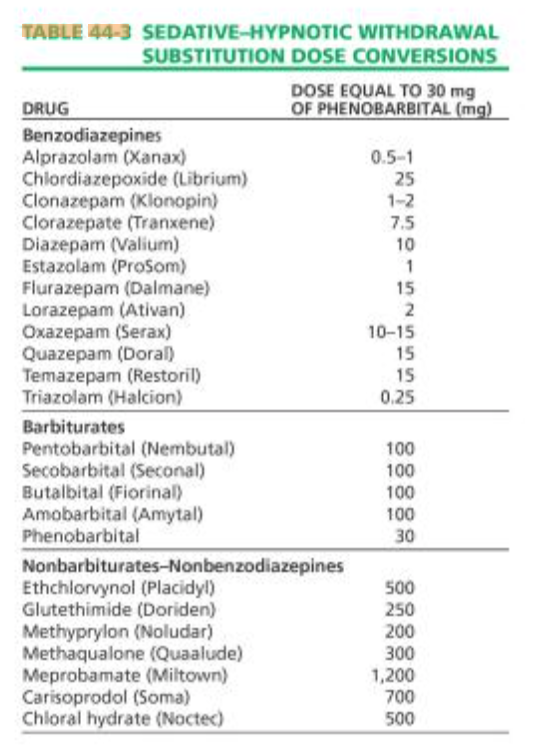 TABLE 44-3 SEDATIVE–HYPNOTIC WITHDRAWAL
SUBSTITUTION DOSE CONVERSIONS
DOSE EQUAL TO 30 mg
DRUG OF PHENOBARBITAL (mg)
Benzodiazepines
Alprazolam (Xanax) 0.5–1
Chlordiazepoxide (Librium) 25
Clonazepam (Klonopin) 1–2
Clorazepate (Tranxene) 7.5
Diazepam (Valium) 10
Estazolam (ProSom) 1
Flurazepam (Dalmane) 15
Lorazepam (Ativan) 2
Oxazepam (Serax) 10–15
Quazepam (Doral) 15
Temazepam (Restoril) 15
Triazolam (Halcion) 0.25
Barbiturates
Pentobarbital (Nembutal) 100
Secobarbital (Seconal) 100
Butalbital (Fiorinal) 100
Amobarbital (Amytal) 100
Phenobarbital 30
Nonbarbiturates–Nonbenzodiazepines
Ethchlorvynol (Placidyl) 500
Glutethimide (Doriden) 250
Methyprylon (Noludar) 200
Methaqualone (Quaalude) 300
Meprobamate (Miltown) 1,200
Carisoprodol (Soma) 700
Chloral hydrate (Noctec) 500